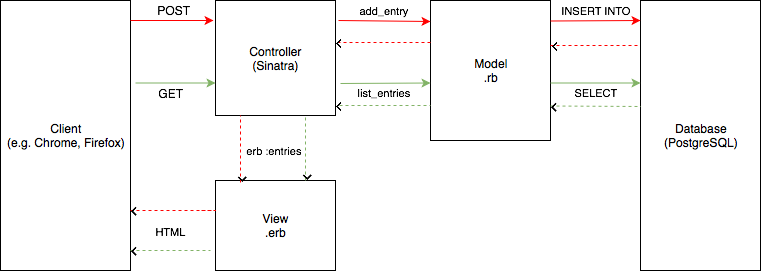 POST
add_entry
INSERT INTO
Controller
(Sinatra)
Model
.rb
GET
list_entries
SELECT
Client
(e.g. Chrome, Firefox)
Database
(PostgreSQL)
erb :entries
View
.erb
HTML